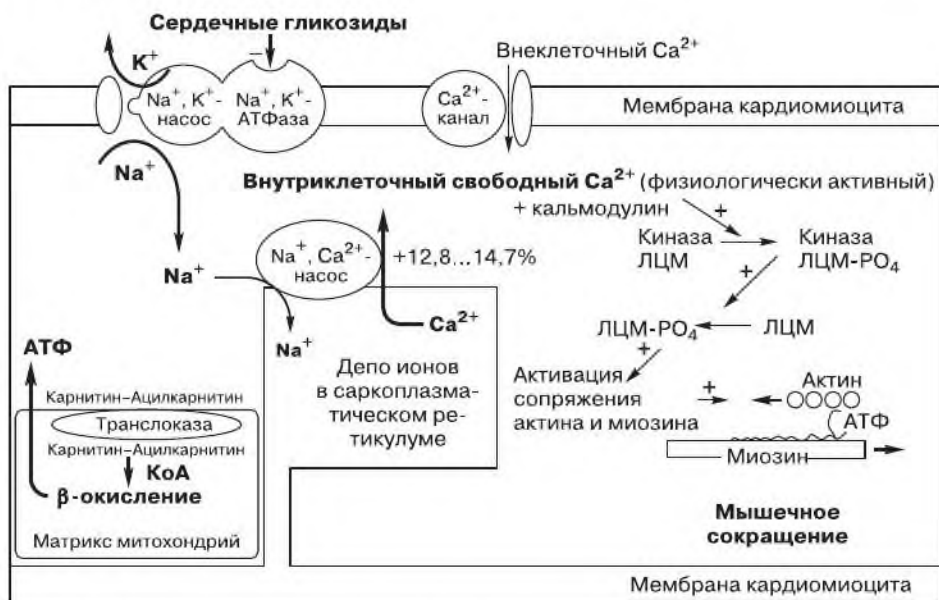 Сердечные гликозиды
K⁺
–
Внеклеточный Ca²⁺
Na⁺, K⁺-
насос
Na⁺, K⁺-
АТФаза
Ca²⁺-
канал
Мембрана кардиомиоцита
Na⁺
Внутриклеточный свободный Ca²⁺ (физиологически активный)
+ кальмодулин
+
Киназа
ЛЦМ
Киназа
ЛЦМ-PO₄
+
Na⁺
Na⁺, Ca²⁺-
насос
+12,8...14,7%
Ca²⁺
Na⁺
ЛЦМ-PO₄
+
ЛЦМ
+
Депо ионов
в саркоплазма-
тическом ре-
тикулуме
Активация
сопряжения
актина и миозина
+
Актин
АТФ
Миозин
Мышечное
сокращение
АТФ
Карнитин–Ацилкарнитин
Транслоказа
Карнитин–Ацилкарнитин
КоА
β-окисление
Матрикс митохондрий
Мембрана кардиомиоцита